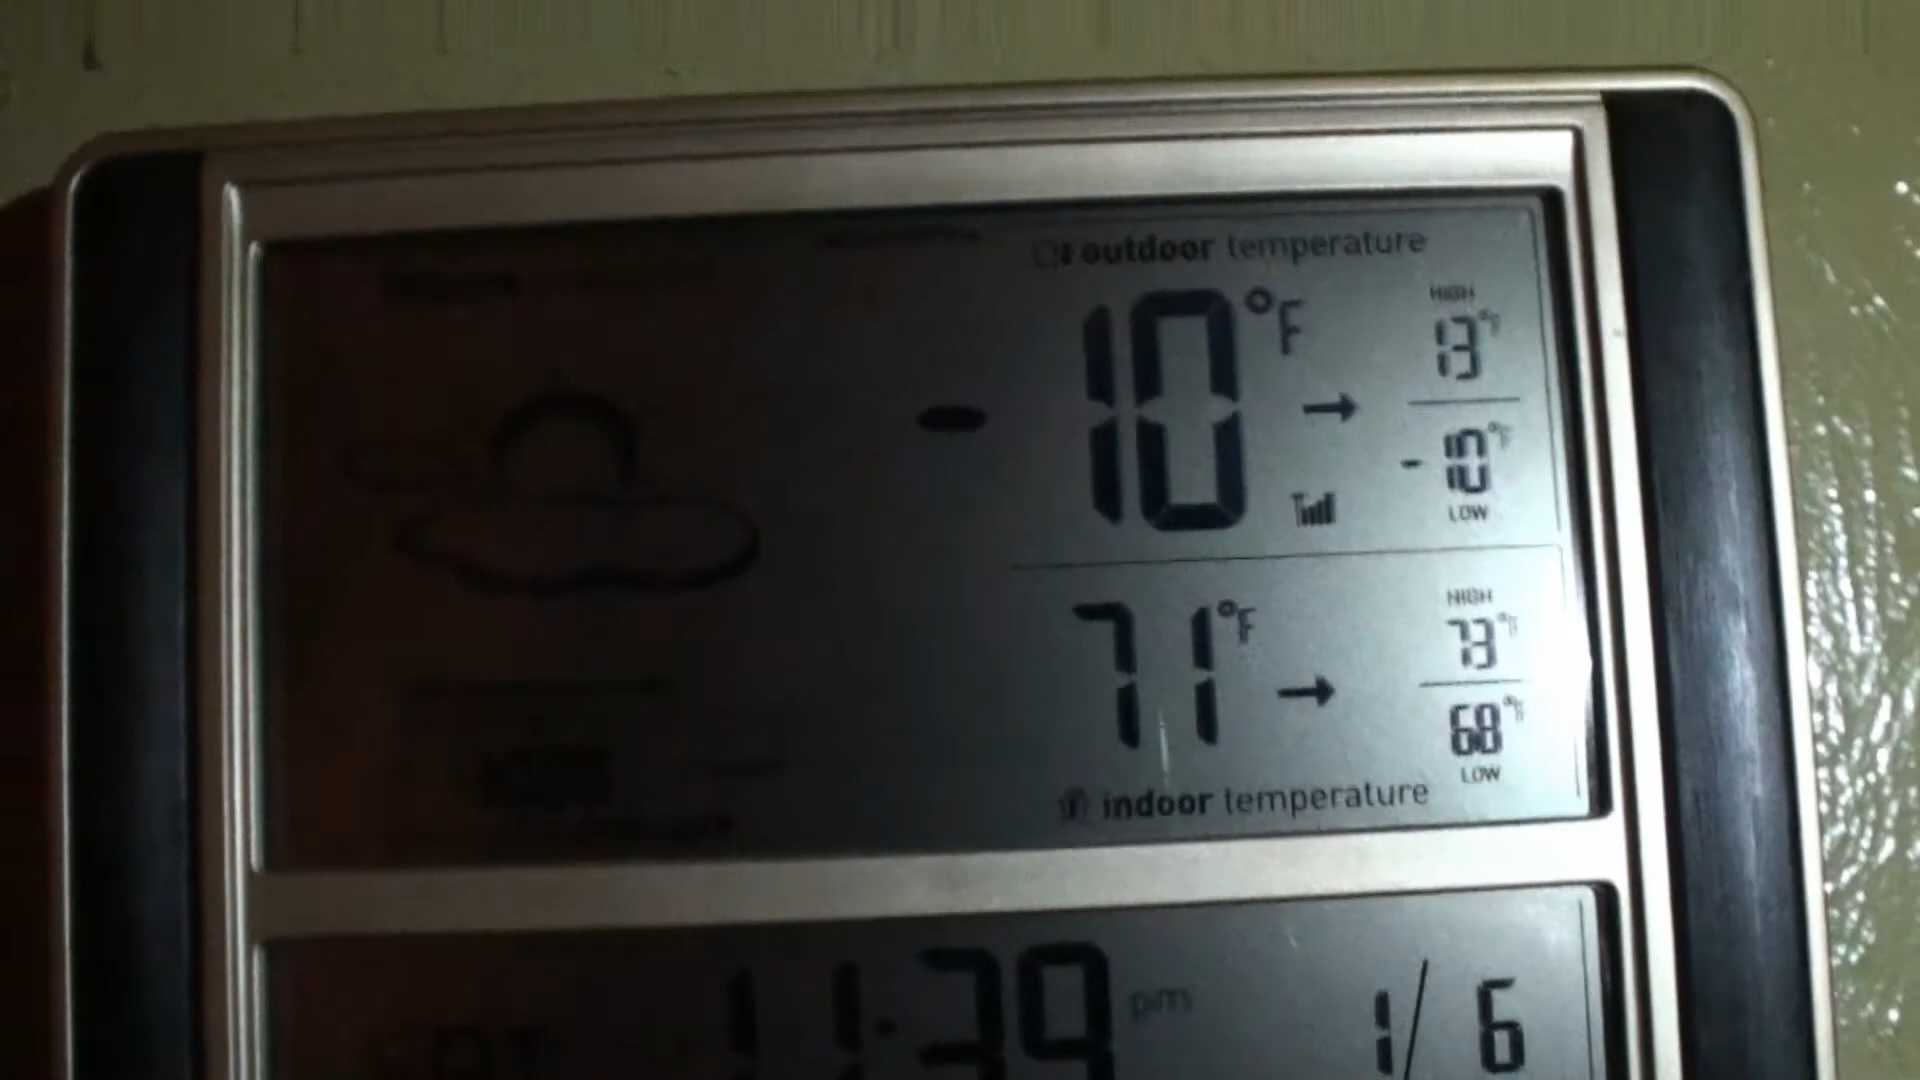 outdoor temperature
-10°F → 
HIGH
13°F
-10°F
LOW
71°F →
HIGH
73°F
68°F
LOW
indoor temperature
11:39 pm 1/6